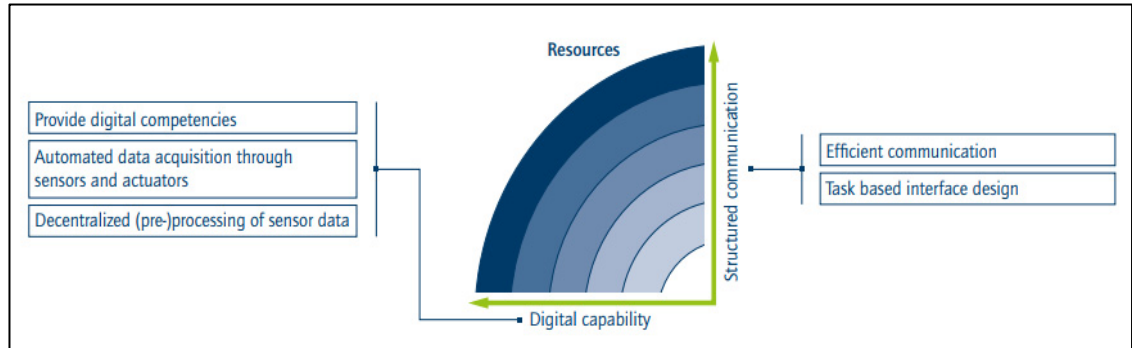 Resources
Provide digital competencies
Automated data acquisition through
sensors and actuators
Decentralized (pre-)processing of sensor data
Structured communication
Efficient communication
Task based interface design
Digital capability